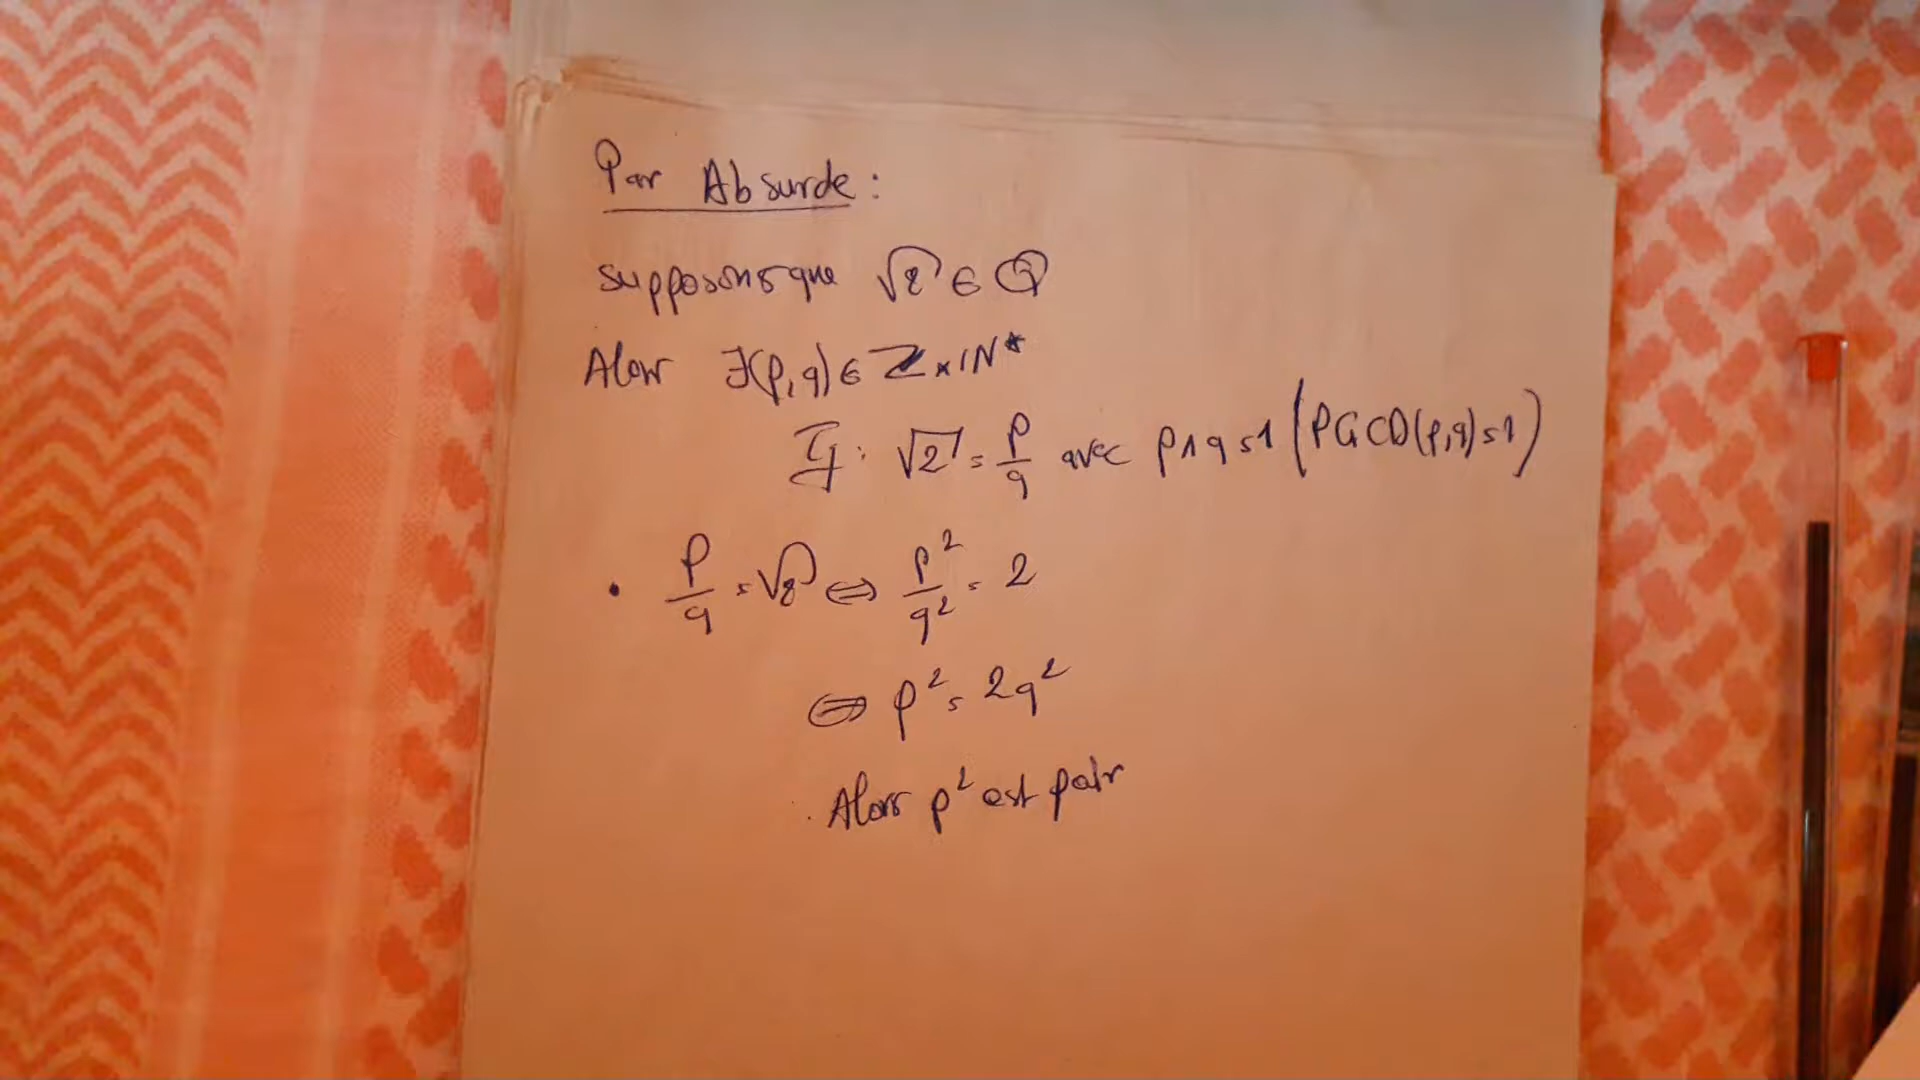 Par Absurde :
supposons que √2 ∈ ℚ
Alors ∃(p,q) ∈ ℤ×ℕ*
Tq : √2 = p/q avec p∧q=1 (PGCD(p,q)=1)
• p/q = √2 ⇔ p²/q² = 2
⇔ p² = 2q²
. Alors p² est pair